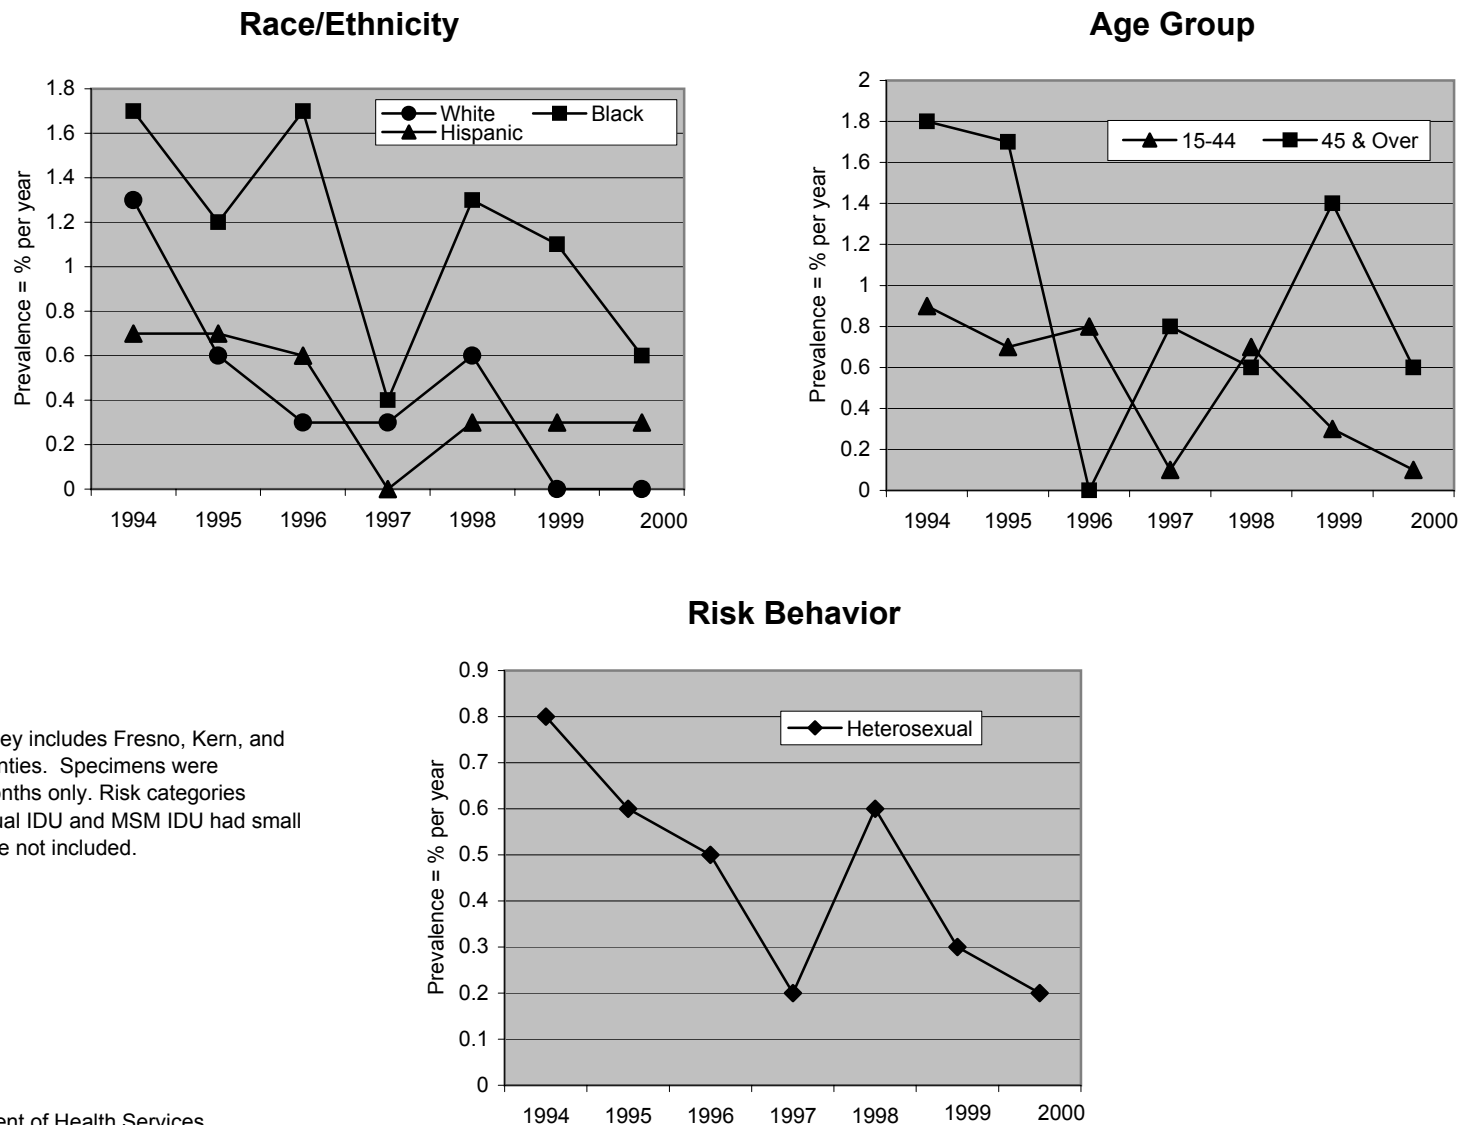 Race/Ethnicity
Age Group
1.8
1.6
1.4
1.2
1
0.8
0.6
0.4
0.2
0
Prevalence = % per year
White
Black
Hispanic
1994 1995 1996 1997 1998 1999 2000
2
1.8
1.6
1.4
1.2
1
0.8
0.6
0.4
0.2
0
Prevalence = % per year
15-44
45 & Over
1994 1995 1996 1997 1998 1999 2000
Risk Behavior
0.9
0.8
0.7
0.6
0.5
0.4
0.3
0.2
0.1
0
Prevalence = % per year
Heterosexual
1994 1995 1996 1997 1998 1999 2000
ey includes Fresno, Kern, and
nties. Specimens were
onths only. Risk categories
ual IDU and MSM IDU had small
e not included.
ent of Health Services